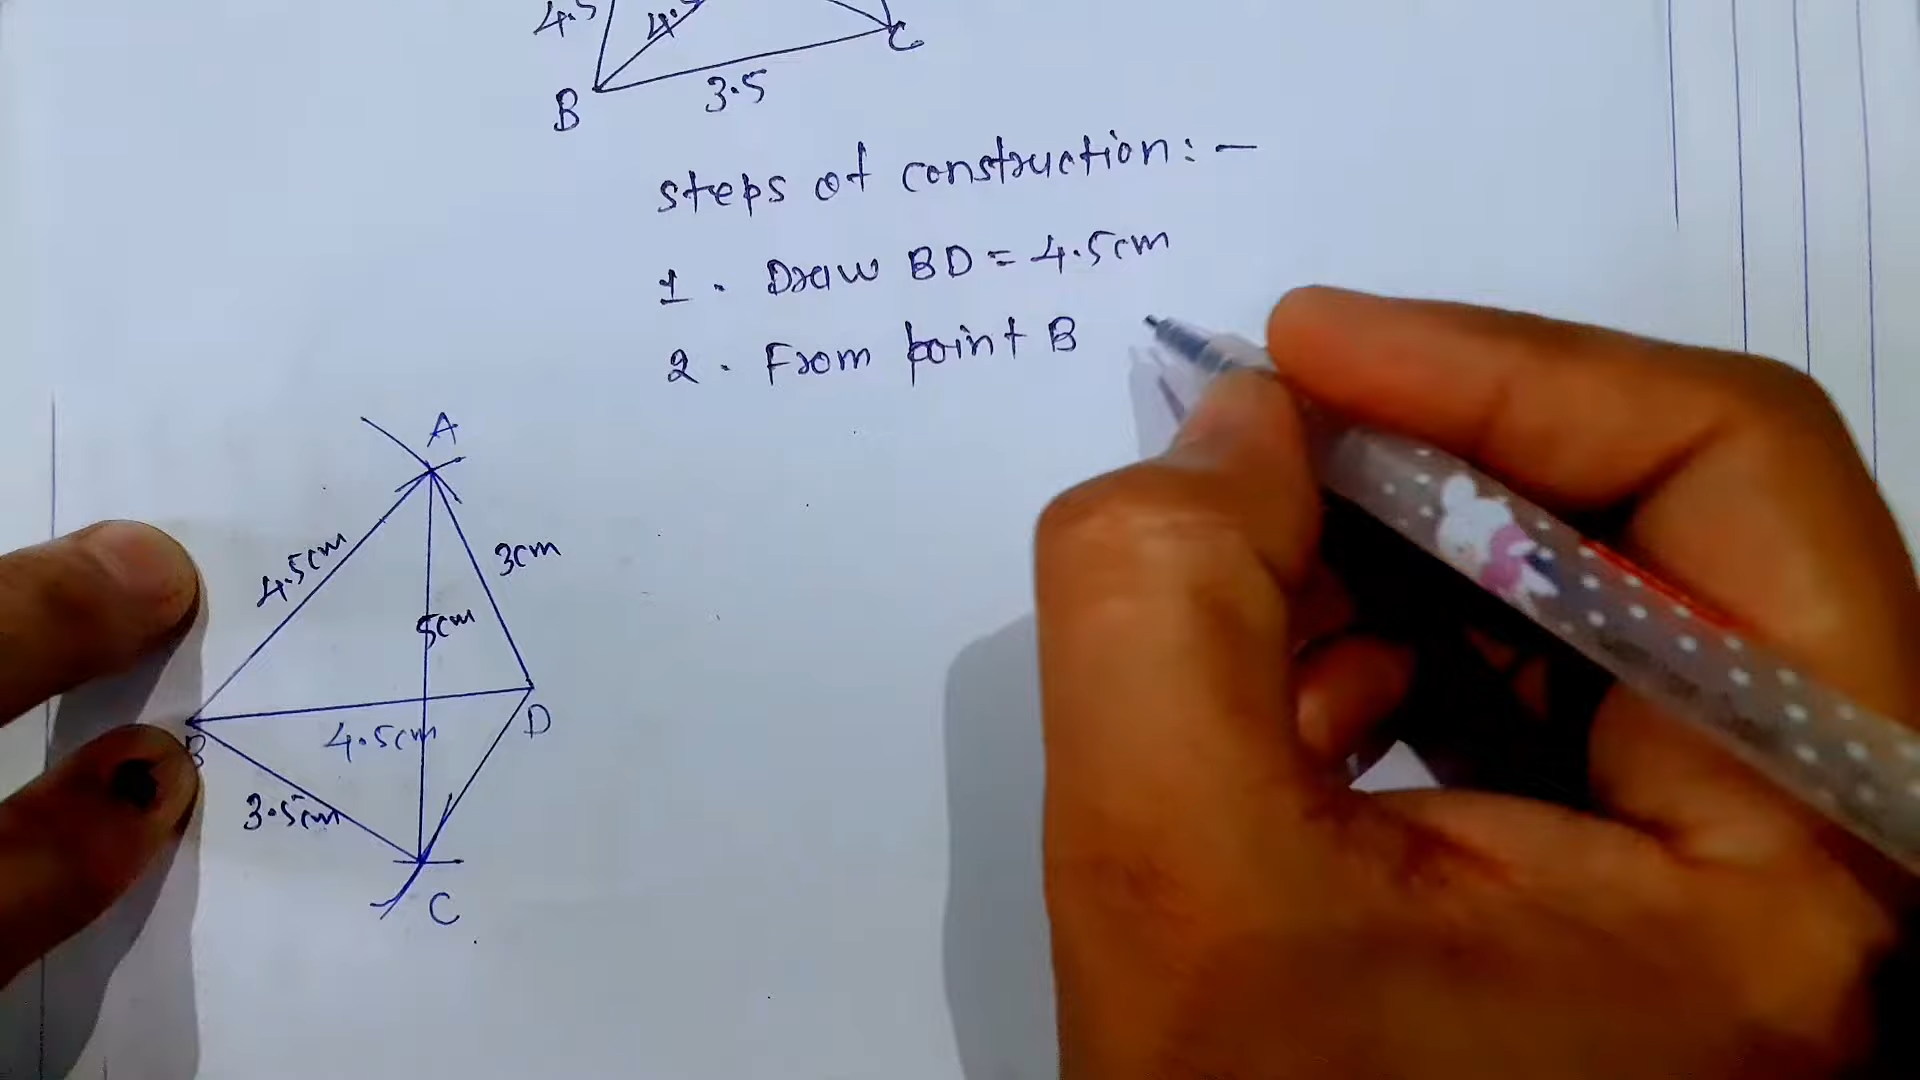 4.5
4.
C
B
3.5
steps of construction:-
1. Draw BD = 4.5cm
2. From point B
A
4.5cm
3cm
5cm
B
4.5cm
D
3.5cm
C